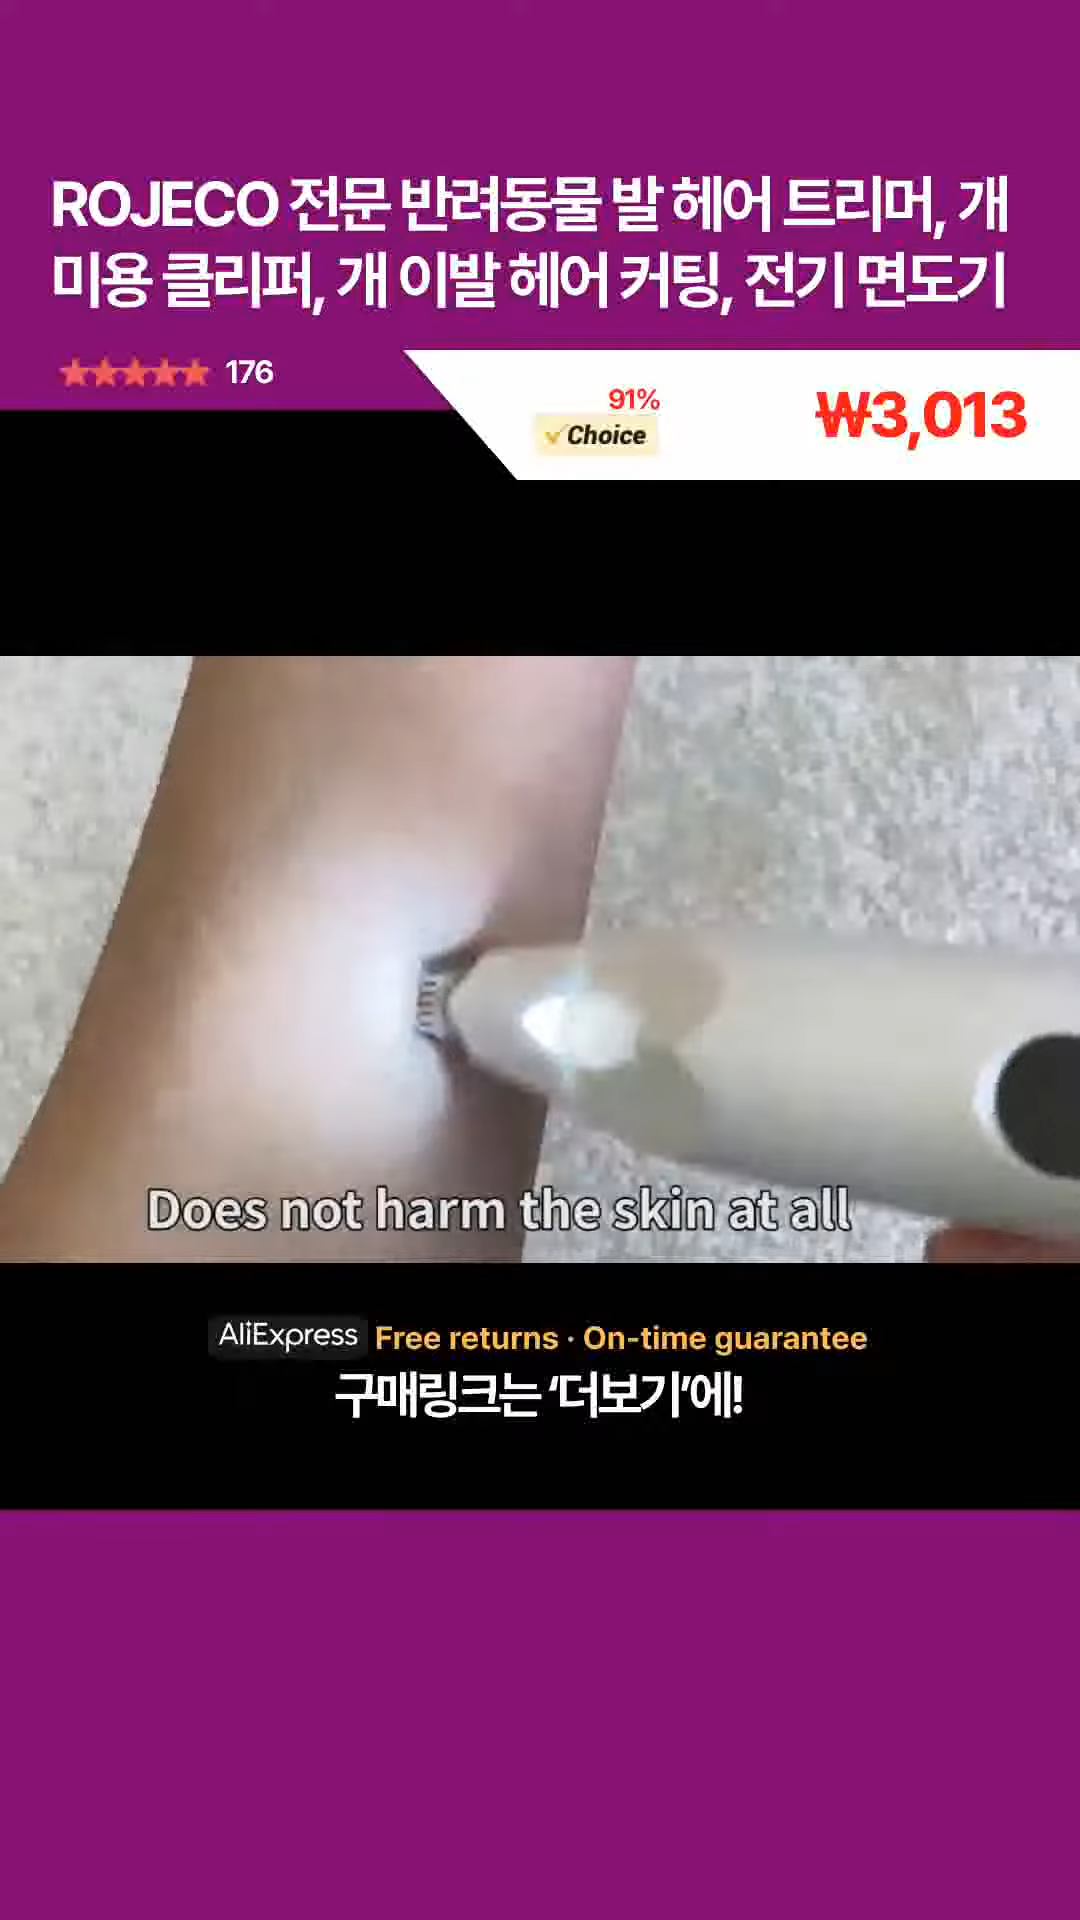 ROJECO 전문 반려동물 발 헤어 트리머, 개
미용 클리퍼, 개 이발 헤어 커팅, 전기 면도기
176
91%
Choice
₩3,013
Does not harm the skin at all
AliExpress Free returns · On-time guarantee
구매링크는 ‘더보기’에!